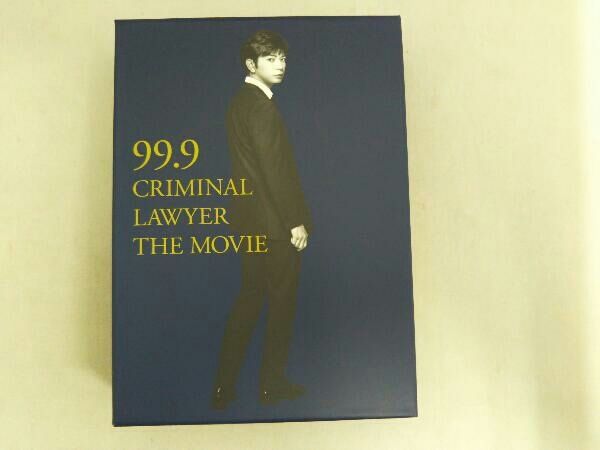 99.9
CRIMINAL
LAWYER
THE MOVIE